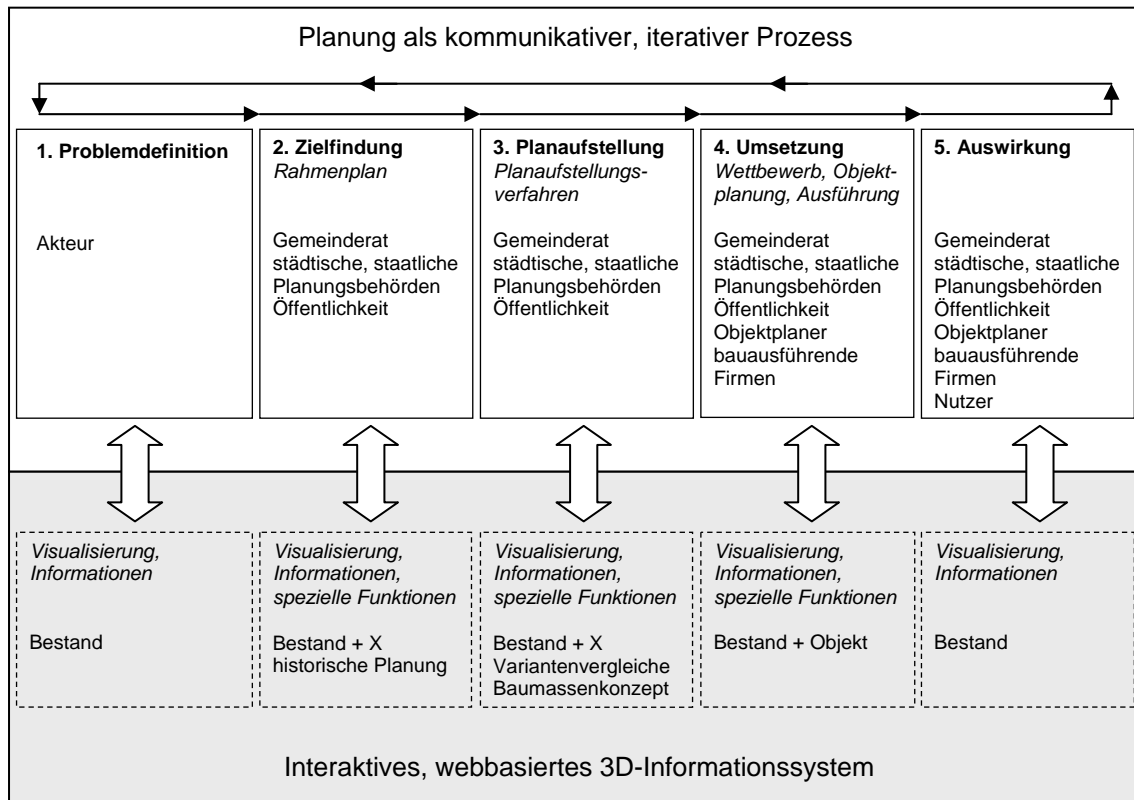 Planung als kommunikativer, iterativer Prozess
1. Problemdefinition
Akteur
2. Zielfindung
Rahmenplan
Gemeinderat
städtische, staatliche
Planungsbehörden
Öffentlichkeit
3. Planaufstellung
Planaufstellungs-
verfahren
Gemeinderat
städtische, staatliche
Planungsbehörden
Öffentlichkeit
4. Umsetzung
Wettbewerb, Objekt-
planung, Ausführung
Gemeinderat
städtische, staatliche
Planungsbehörden
Öffentlichkeit
Objektplaner
bauausführende
Firmen
5. Auswirkung
Gemeinderat
städtische, staatliche
Planungsbehörden
Öffentlichkeit
Objektplaner
bauausführende
Firmen
Nutzer
Visualisierung,
Informationen
Bestand
Visualisierung,
Informationen,
spezielle Funktionen
Bestand + X
historische Planung
Visualisierung,
Informationen,
spezielle Funktionen
Bestand + X
Variantenvergleiche
Baumassenkonzept
Visualisierung,
Informationen,
spezielle Funktionen
Bestand + Objekt
Visualisierung,
Informationen
Bestand
Interaktives, webbasiertes 3D-Informationssystem